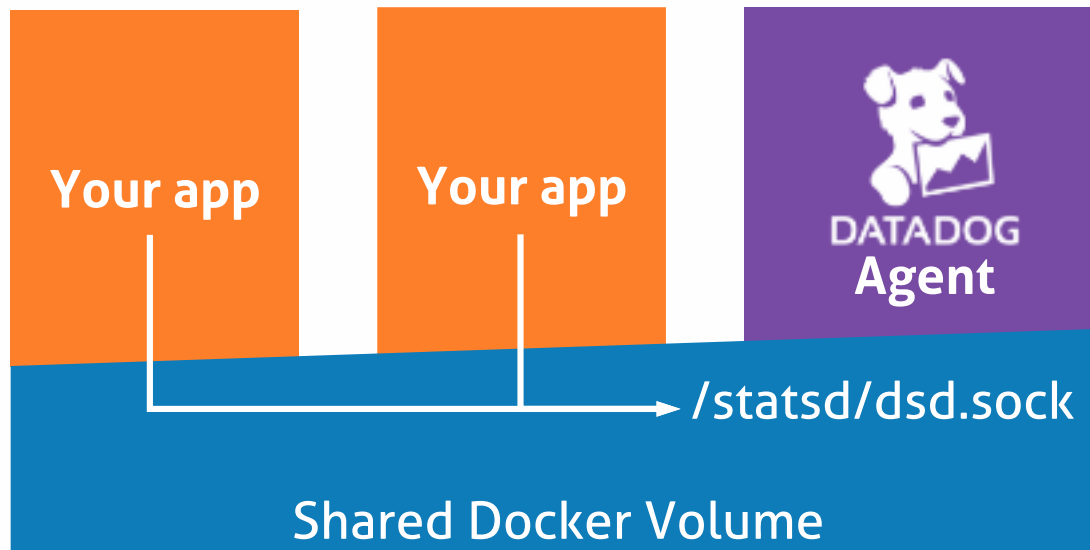 Your app
Your app
DATADOG
Agent
/statsd/dsd.sock
Shared Docker Volume